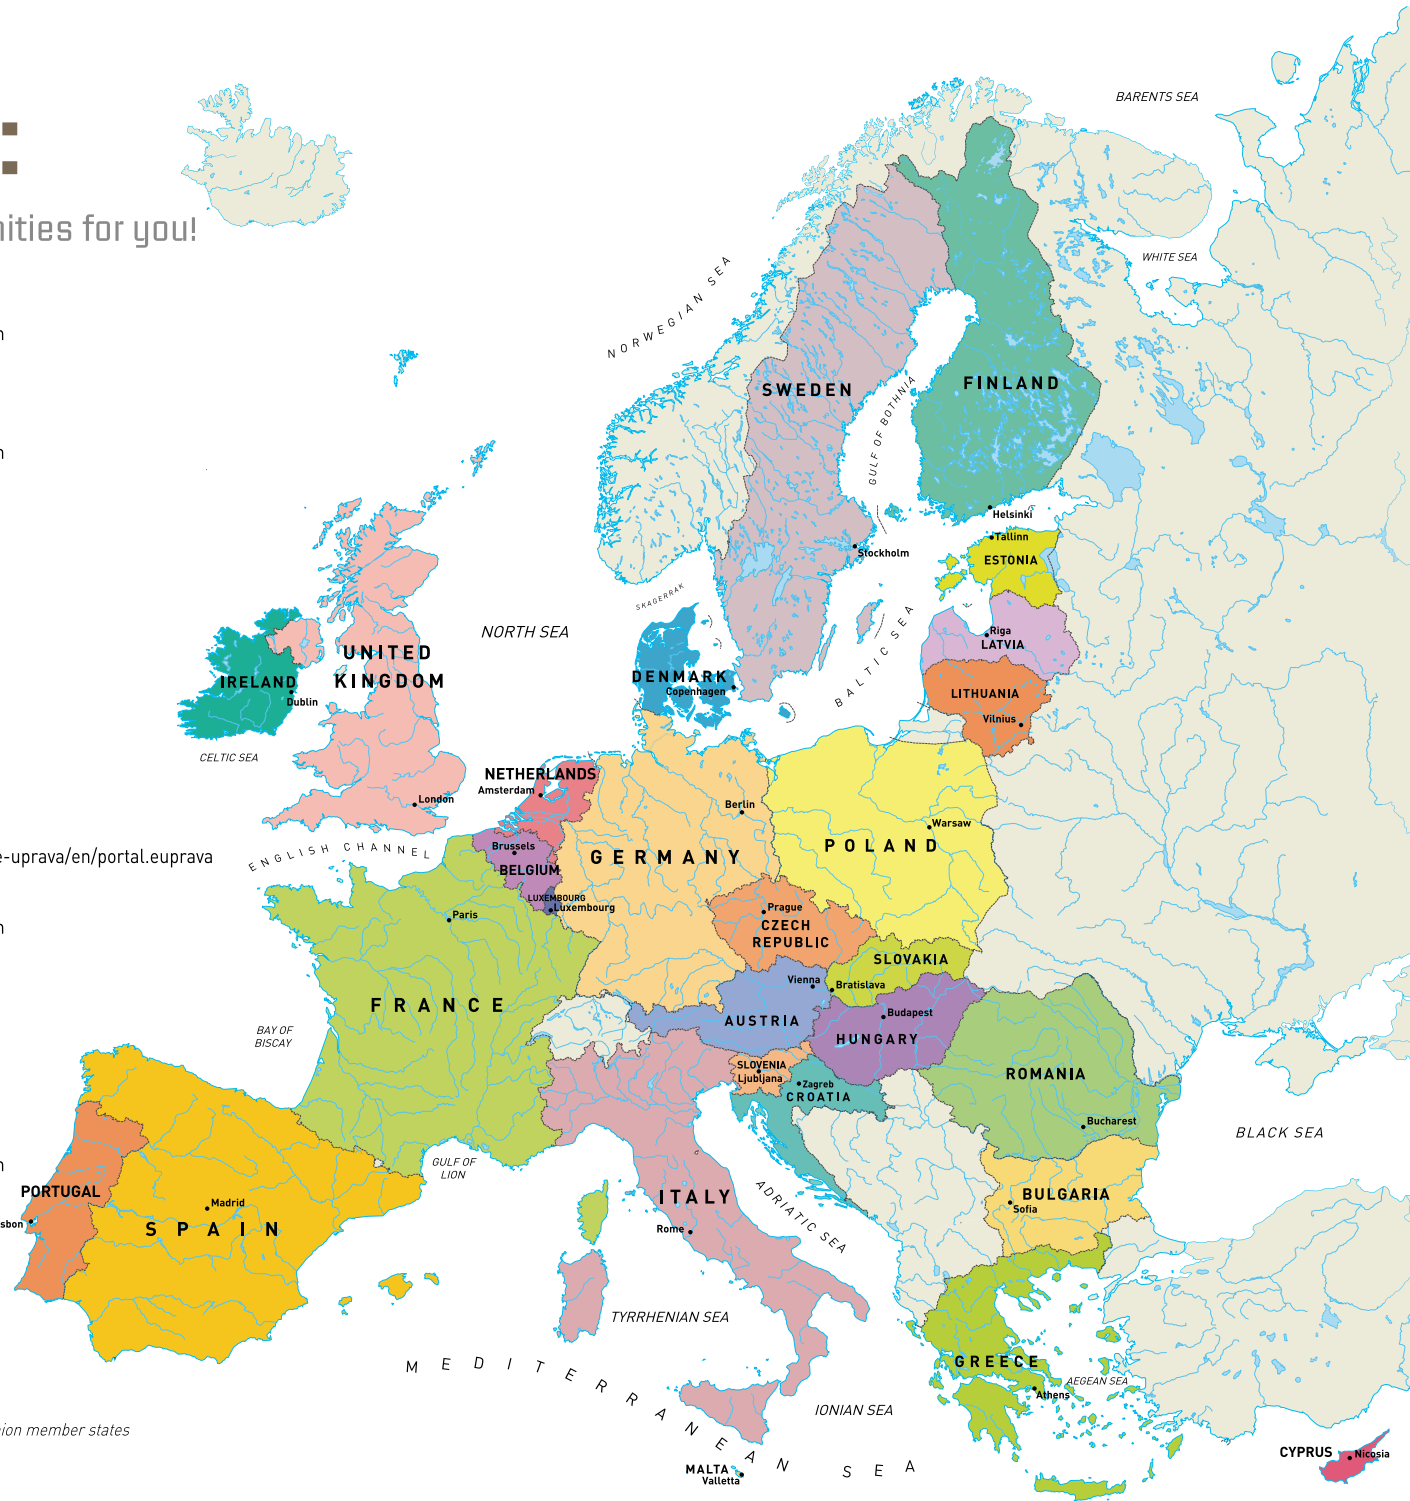 :
nities for you!
n
n
e-uprava/en/portal.euprava
n
n
sbon
ion member states
BARENTS SEA
WHITE SEA
NORWEGIAN SEA
SWEDEN
FINLAND
GULF OF BOTHNIA
Helsinki
Tallinn
Stockholm
ESTONIA
SKAGERRAK
NORTH SEA
BALTIC SEA
Riga
LATVIA
UNITED
KINGDOM
IRELAND
Dublin
DENMARK
Copenhagen
LITHUANIA
Vilnius
CELTIC SEA
NETHERLANDS
Amsterdam
London
Berlin
Warsaw
POLAND
ENGLISH CHANNEL
Brussels
BELGIUM
GERMANY
LUXEMBOURG
Luxembourg
Paris
Prague
CZECH
REPUBLIC
SLOVAKIA
Vienna
Bratislava
FRANCE
AUSTRIA
Budapest
HUNGARY
BAY OF
BISCAY
SLOVENIA
Ljubljana
Zagreb
CROATIA
ROMANIA
Bucharest
BLACK SEA
GULF OF
LION
PORTUGAL
Madrid
SPAIN
ITALY
Rome
ADRIATIC SEA
BULGARIA
Sofia
TYRRHENIAN SEA
MEDITERRANEAN SEA
GREECE
Athens
AEGEAN SEA
IONIAN SEA
MALTA
Valletta
CYPRUS
Nicosia